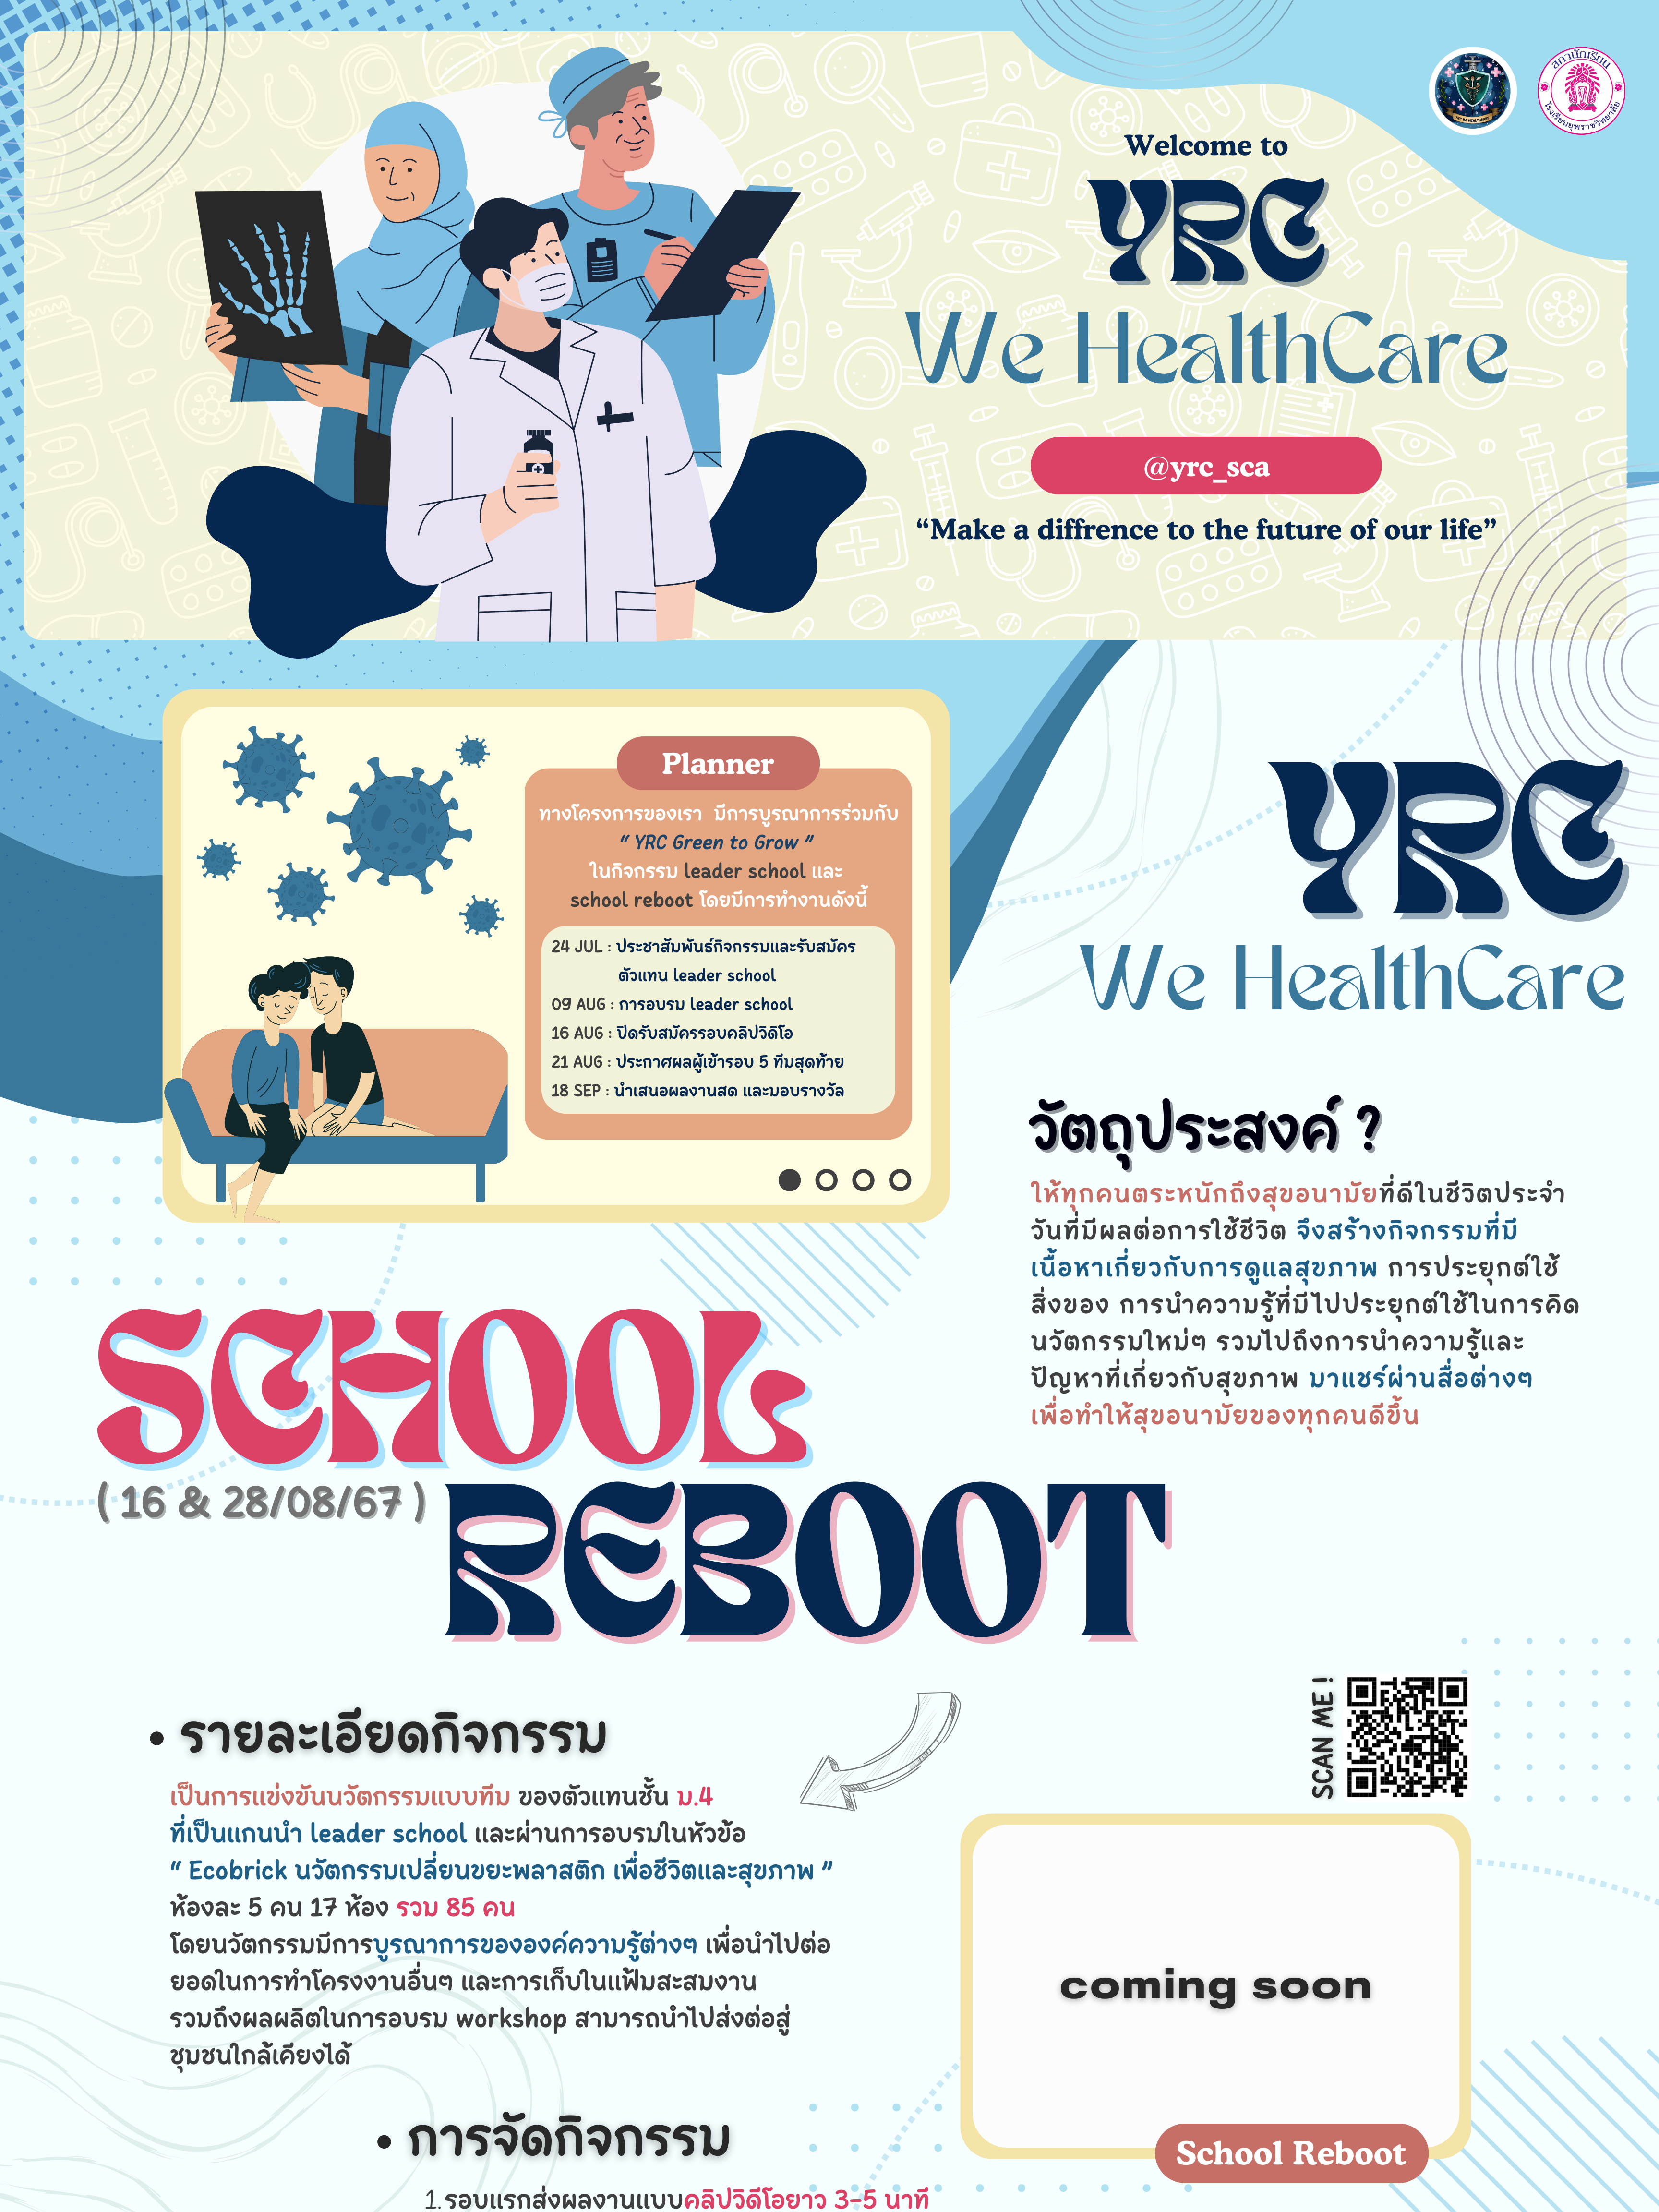 สภานักเรียน
โรงเรียนยุพราชวิทยาลัย
YRC WE HEALTHCARE
Welcome to
YRC
We HealthCare
@yrc_sca
“Make a diffrence to the future of our life”
Planner
ทางโครงการของเรา มีการบูรณาการร่วมกับ
“ YRC Green to Grow ”
ในกิจกรรม leader school และ
school reboot โดยมีการทำงานดังนี้
24 JUL : ประชาสัมพันธ์กิจกรรมและรับสมัคร
ตัวแทน leader school
09 AUG : การอบรม leader school
16 AUG : ปิดรับสมัครรอบคลิปวิดิโอ
21 AUG : ประกาศผลผู้เข้ารอบ 5 ทีมสุดท้าย
18 SEP : นำเสนอผลงานสด และมอบรางวัล
YRC
We HealthCare
วัตถุประสงค์ ?
ให้ทุกคนตระหนักถึงสุขอนามัยที่ดีในชีวิตประจำ
วันที่มีผลต่อการใช้ชีวิต จึงสร้างกิจกรรมที่มี
เนื้อหาเกี่ยวกับการดูแลสุขภาพ การประยุกต์ใช้
สิ่งของ การนำความรู้ที่มีไปประยุกต์ใช้ในการคิด
นวัตกรรมใหม่ๆ รวมไปถึงการนำความรู้และ
ปัญหาที่เกี่ยวกับสุขภาพ มาแชร์ผ่านสื่อต่างๆ
เพื่อทำให้สุขอนามัยของทุกคนดีขึ้น
SCHOOL
( 16 & 28/08/67 )
REBOOT
SCAN ME !
• รายละเอียดกิจกรรม
เป็นการแข่งขันนวัตกรรมแบบทีม ของตัวแทนชั้น ม.4
ที่เป็นแกนนำ leader school และผ่านการอบรมในหัวข้อ
“ Ecobrick นวัตกรรมเปลี่ยนขยะพลาสติก เพื่อชีวิตและสุขภาพ ”
ห้องละ 5 คน 17 ห้อง รวม 85 คน
โดยนวัตกรรมมีการบูรณาการขององค์ความรู้ต่างๆ เพื่อนำไปต่อ
ยอดในการทำโครงงานอื่นๆ และการเก็บในแฟ้มสะสมงาน
รวมถึงผลผลิตในการอบรม workshop สามารถนำไปส่งต่อสู่
ชุมชนใกล้เคียงได้
coming soon
School Reboot
• การจัดกิจกรรม
1. รอบแรกส่งผลงานแบบคลิปวิดีโอยาว 3-5 นาที